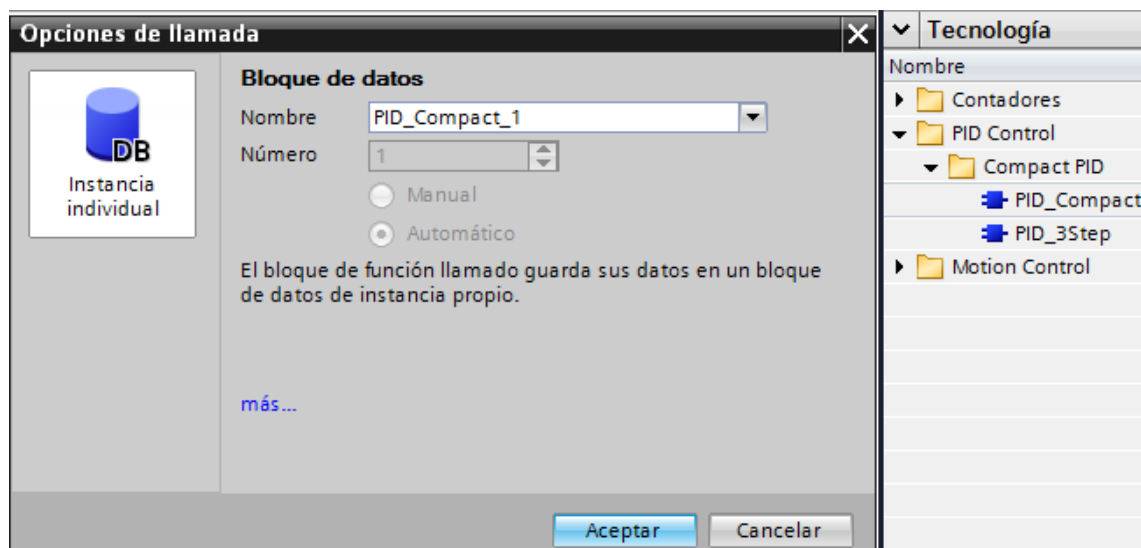 Opciones de llamada
DB
Instancia
individual
Bloque de datos
Nombre PID_Compact_1
Número 1
Manual
Automático
El bloque de función llamado guarda sus datos en un bloque
de datos de instancia propio.
más...
Aceptar Cancelar
Tecnología
Nombre
Contadores
PID Control
Compact PID
PID_Compact
PID_3Step
Motion Control